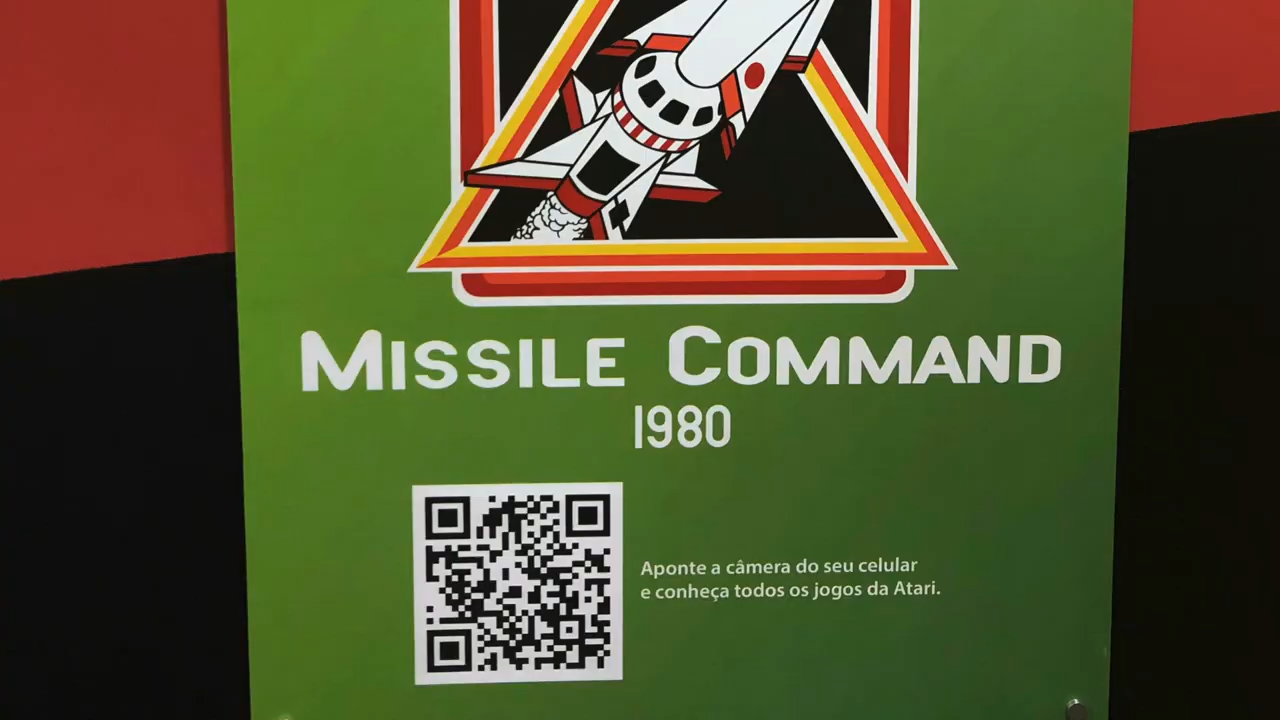 MISSILE COMMAND
1980
Aponte a câmera do seu celular
e conheça todos os jogos da Atari.